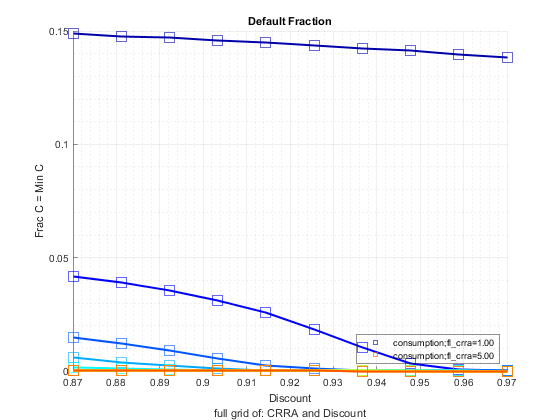 Default Fraction
0.15
0.1
0.05
0
Frac C = Min C
consumption;fl_crra=1.00
consumption;fl_crra=5.00
0.87 0.88 0.89 0.9 0.91 0.92 0.93 0.94 0.95 0.96 0.97
Discount
full grid of: CRRA and Discount